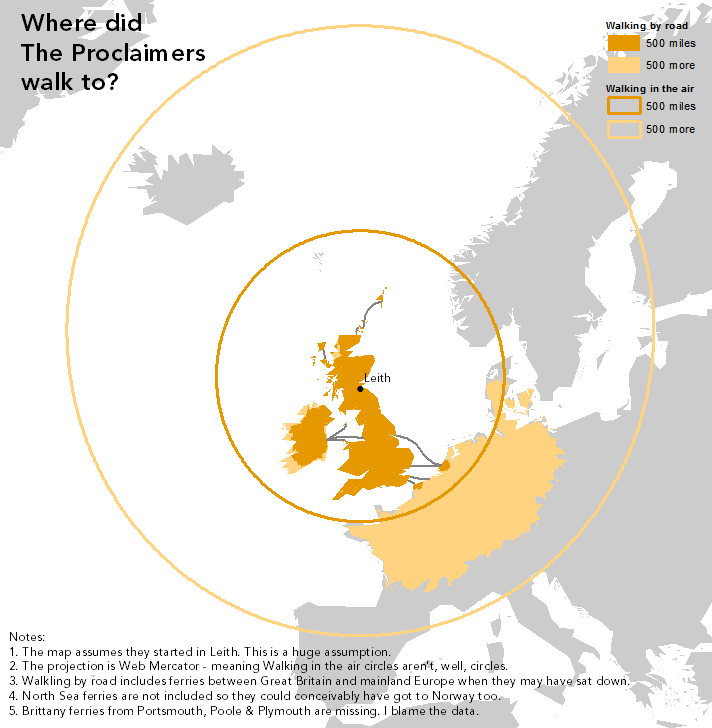 Where did
The Proclaimers
walk to?
Walking by road
500 miles
500 more
Walking in the air
500 miles
500 more
Leith
Notes:
1. The map assumes they started in Leith. This is a huge assumption.
2. The projection is Web Mercator - meaning Walking in the air circles aren't, well, circles.
3. Walkling by road includes ferries between Great Britain and mainland Europe when they may have sat down.
4. North Sea ferries are not included so they could conceivably have got to Norway too.
5. Brittany ferries from Portsmouth, Poole & Plymouth are missing. I blame the data.